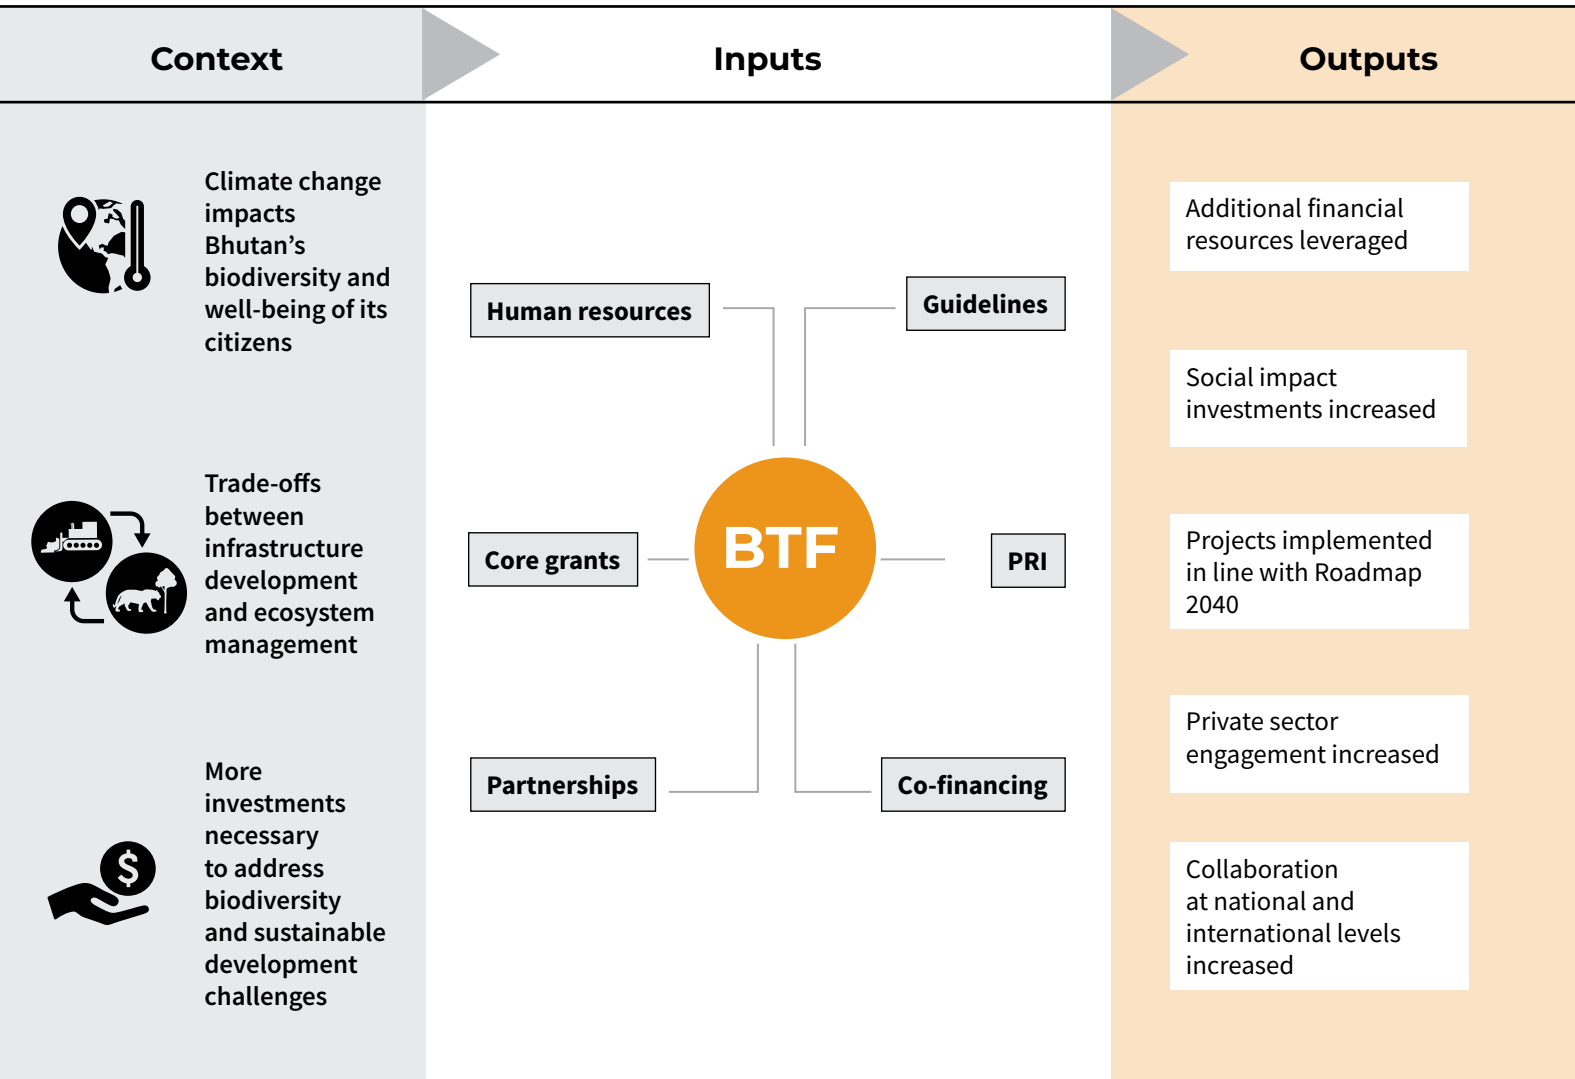 Context
Inputs
Outputs
Climate change
impacts
Bhutan’s
biodiversity and
well-being of its
citizens
Trade-offs
between
infrastructure
development
and ecosystem
management
More
investments
necessary
to address
biodiversity
and sustainable
development
challenges
$
Human resources
Guidelines
Core grants
BTF
PRI
Partnerships
Co-financing
Additional financial
resources leveraged
Social impact
investments increased
Projects implemented
in line with Roadmap
2040
Private sector
engagement increased
Collaboration
at national and
international levels
increased